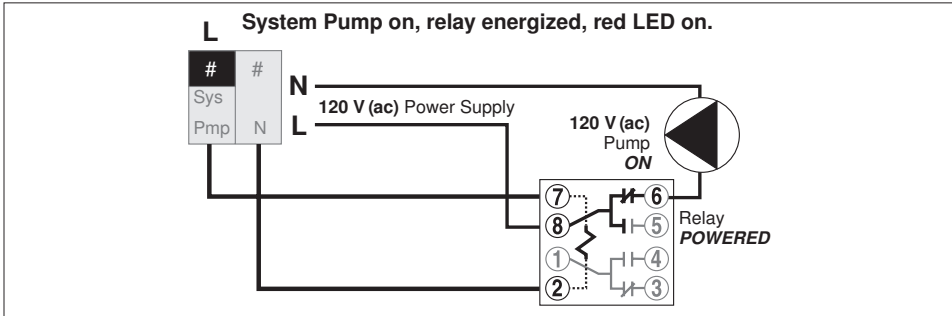 System Pump on, relay energized, red LED on.
L
# #
Sys
Pmp N
N
120 V (ac) Power Supply
L
120 V (ac)
Pump
ON
7 6
8 5
1 4
2 3
Relay
POWERED